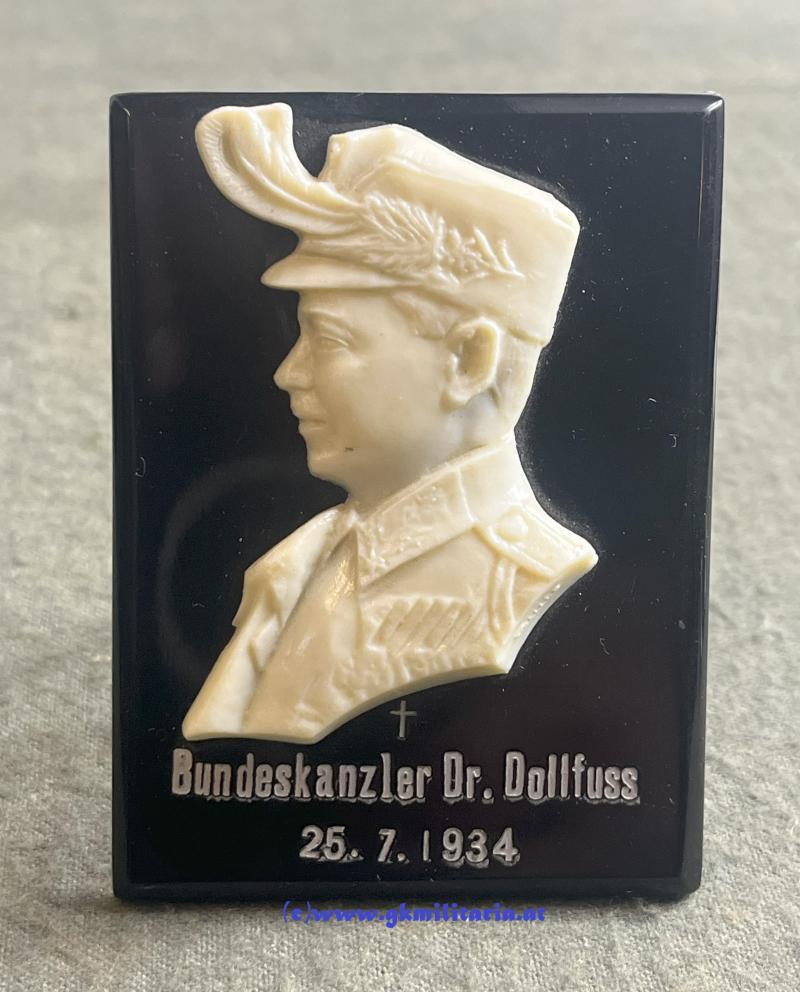 †
Bundeskanzler Dr. Dollfuss
25. 7. 1934
(c)www.gkmilitaria.at